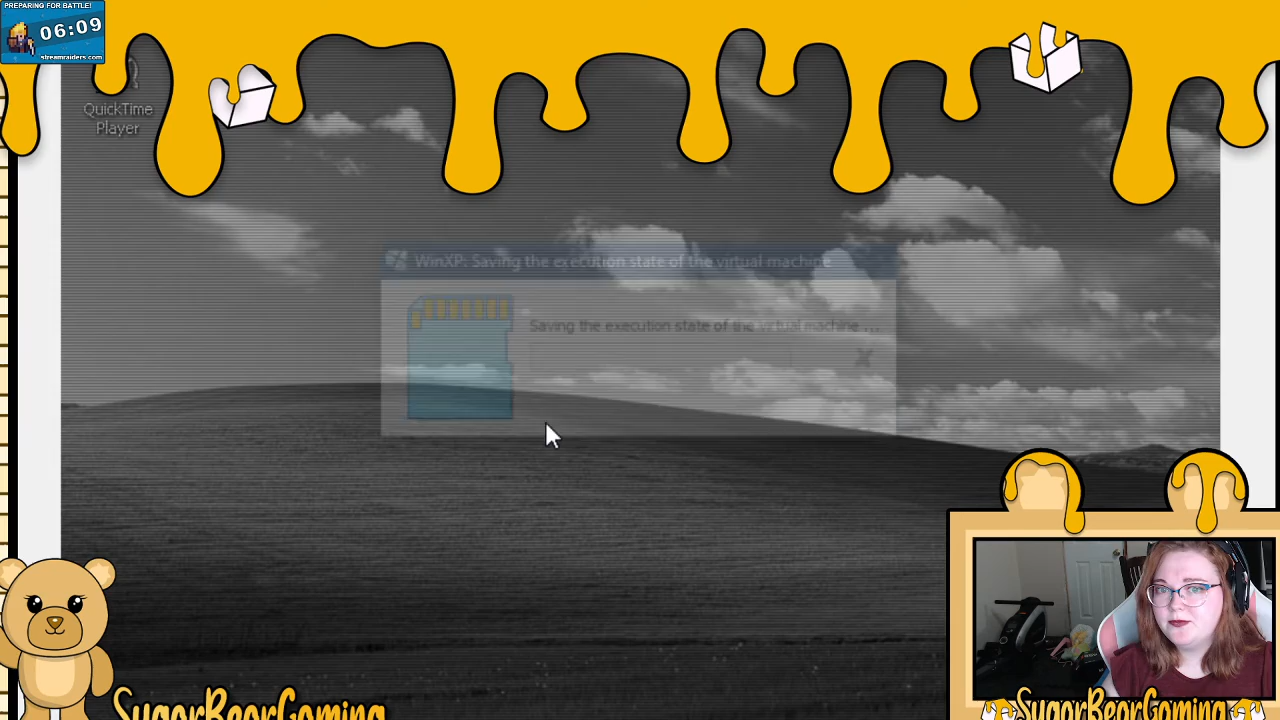 PREPARING FOR BATTLE!
06:09
streamraiders.com
QuickTime
Player
WinXP: Saving the execution state of the virtual machine
Saving the execution state of the virtual machine ...
SugarBearGaming
SugarBearGaming